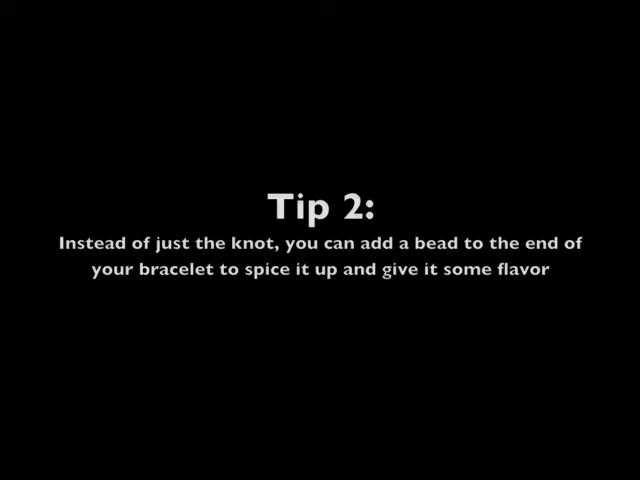 Tip 2:
Instead of just the knot, you can add a bead to the end of
your bracelet to spice it up and give it some flavor